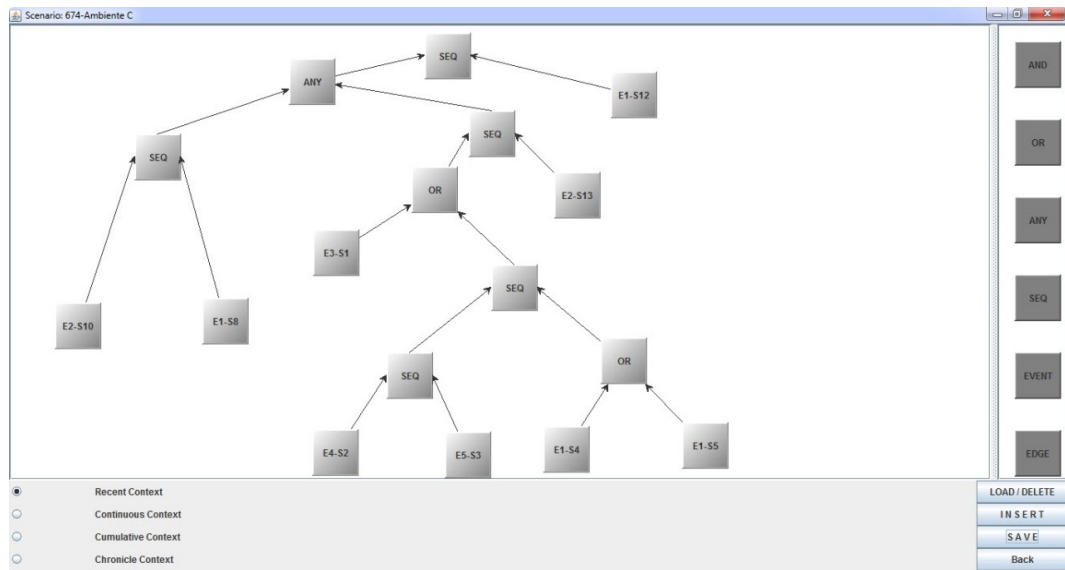 Scenario: 674-Ambiente C
SEQ
ANY
E1-S12
SEQ
SEQ
OR
E2-S13
E3-S1
SEQ
E2-S10
E1-S8
SEQ
OR
E4-S2
E5-S3
E1-S4
E1-S5
AND
OR
ANY
SEQ
EVENT
EDGE
Recent Context
Continuous Context
Cumulative Context
Chronicle Context
LOAD / DELETE
I N S E R T
S A V E
Back